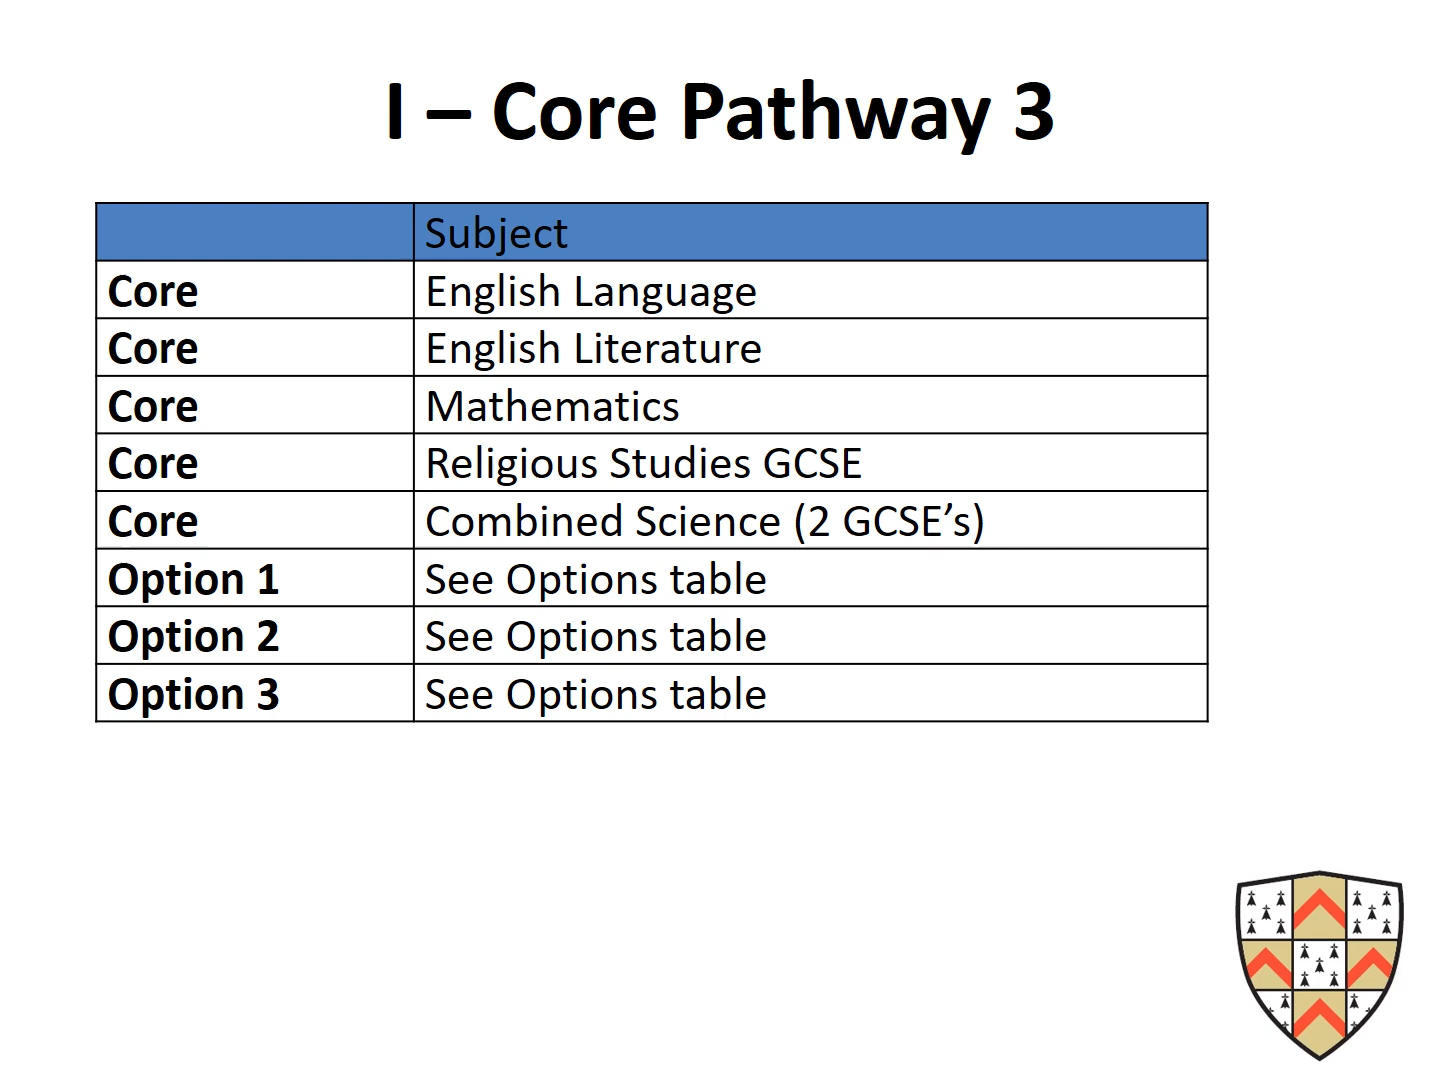 I – Core Pathway 3
Subject
Core English Language
Core English Literature
Core Mathematics
Core Religious Studies GCSE
Core Combined Science (2 GCSE’s)
Option 1 See Options table
Option 2 See Options table
Option 3 See Options table